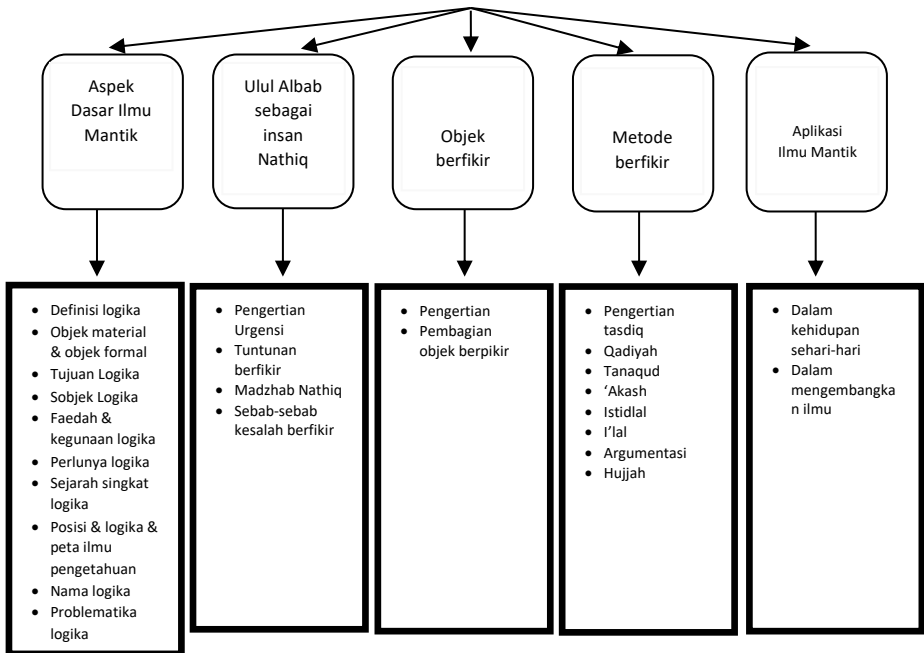 Aspek
Dasar Ilmu
Mantik
Ulul Albab
sebagai
insan
Nathiq
Objek
berfikir
Metode
berfikir
Aplikasi
Ilmu Mantik
• Definisi logika
• Objek material
& objek formal
• Tujuan Logika
• Sobjek Logika
• Faedah &
kegunaan logika
• Perlunya logika
• Sejarah singkat
logika
• Posisi & logika &
peta ilmu
pengetahuan
• Nama logika
• Problematika
logika
• Pengertian
Urgensi
• Tuntunan
berfikir
• Madzhab Nathiq
• Sebab-sebab
kesalah berfikir
• Pengertian
• Pembagian
objek berpikir
• Pengertian
tasdiq
• Qadiyah
• Tanaqud
• ‘Akash
• Istidlal
• I’lal
• Argumentasi
• Hujjah
• Dalam
kehidupan
sehari-hari
• Dalam
mengembangka
n ilmu